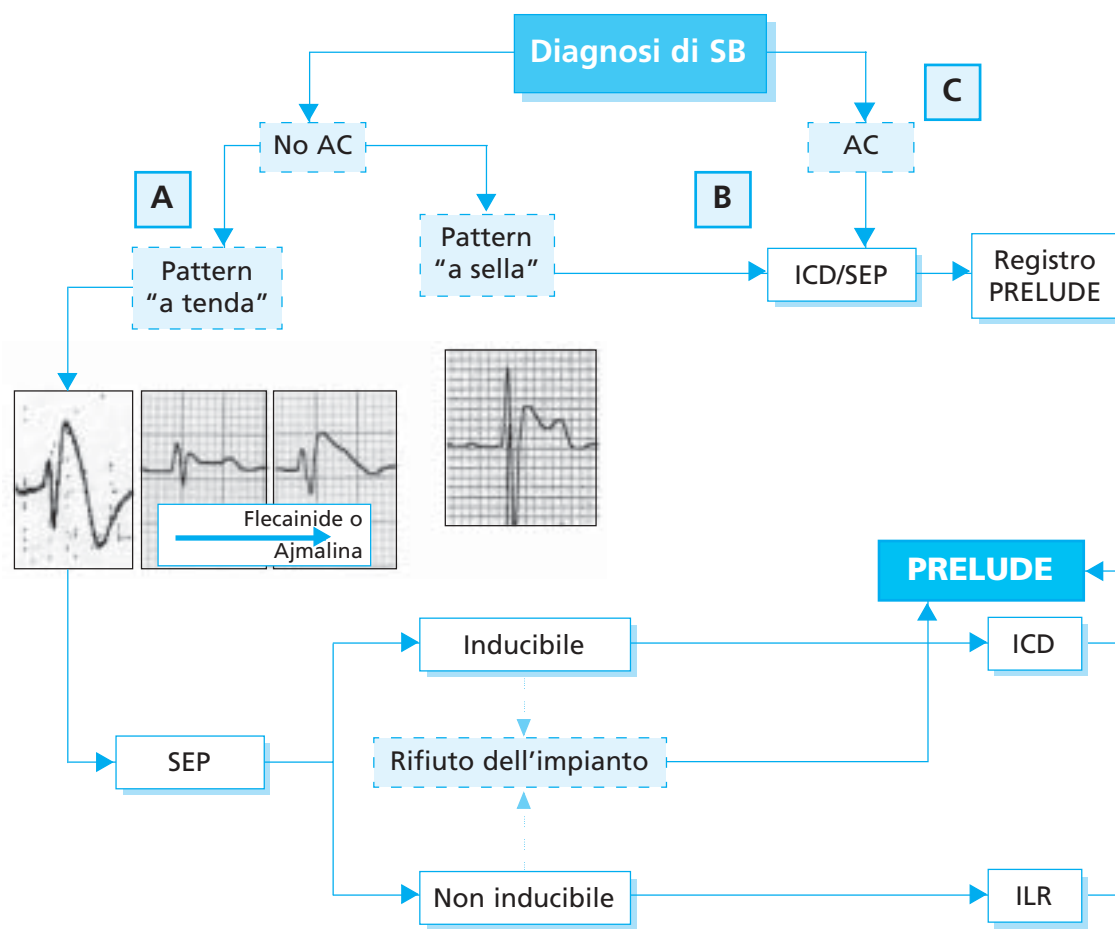 Diagnosi di SB
C
No AC
AC
A
B
Pattern
“a sella”
Pattern
“a tenda”
ICD/SEP
Registro
PRELUDE
Flecainide o
Ajmalina
PRELUDE
Inducibile
ICD
SEP
Rifiuto dell’impianto
Non inducibile
ILR